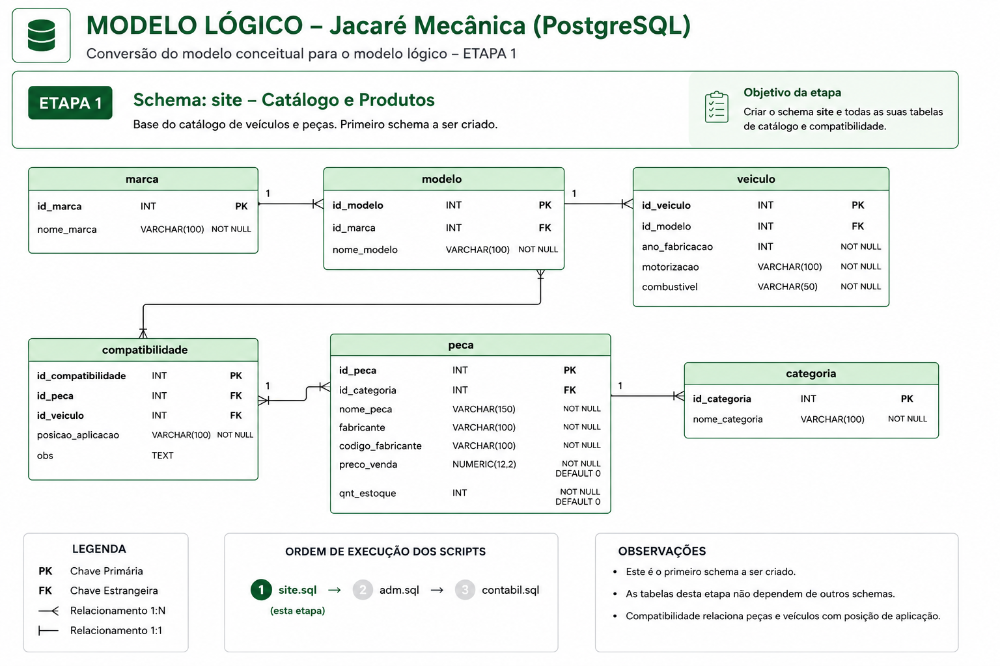 MODELO LÓGICO – Jacaré Mecânica (PostgreSQL)
Conversão do modelo conceitual para o modelo lógico – ETAPA 1
ETAPA 1
Schema: site – Catálogo e Produtos
Base do catálogo de veículos e peças. Primeiro schema a ser criado.
Objetivo da etapa
Criar o schema site e todas as suas tabelas
de catálogo e compatibilidade.
marca
id_marca INT PK
nome_marca VARCHAR(100) NOT NULL
1
modelo
id_modelo INT PK
id_marca INT FK
nome_modelo VARCHAR(100) NOT NULL
1
veiculo
id_veiculo INT PK
id_modelo INT FK
ano_fabricacao INT NOT NULL
motorizacao VARCHAR(100) NOT NULL
combustivel VARCHAR(50) NOT NULL
compatibilidade
id_compatibilidade INT PK
id_peca INT FK
id_veiculo INT FK
posicao_aplicacao VARCHAR(100) NOT NULL
obs TEXT
1
peca
id_peca INT PK
id_categoria INT FK
nome_peca VARCHAR(150) NOT NULL
fabricante VARCHAR(100) NOT NULL
codigo_fabricante VARCHAR(100) NOT NULL
preco_venda NUMERIC(12,2) NOT NULL
DEFAULT 0
qnt_estoque INT NOT NULL
DEFAULT 0
1
categoria
id_categoria INT PK
nome_categoria VARCHAR(100) NOT NULL
LEGENDA
PK Chave Primária
FK Chave Estrangeira
Relacionamento 1:N
Relacionamento 1:1
ORDEM DE EXECUÇÃO DOS SCRIPTS
1 site.sql → 2 adm.sql → 3 contabil.sql
(esta etapa)
OBSERVAÇÕES
• Este é o primeiro schema a ser criado.
• As tabelas desta etapa não dependem de outros schemas.
• Compatibilidade relaciona peças e veículos com posição de aplicação.